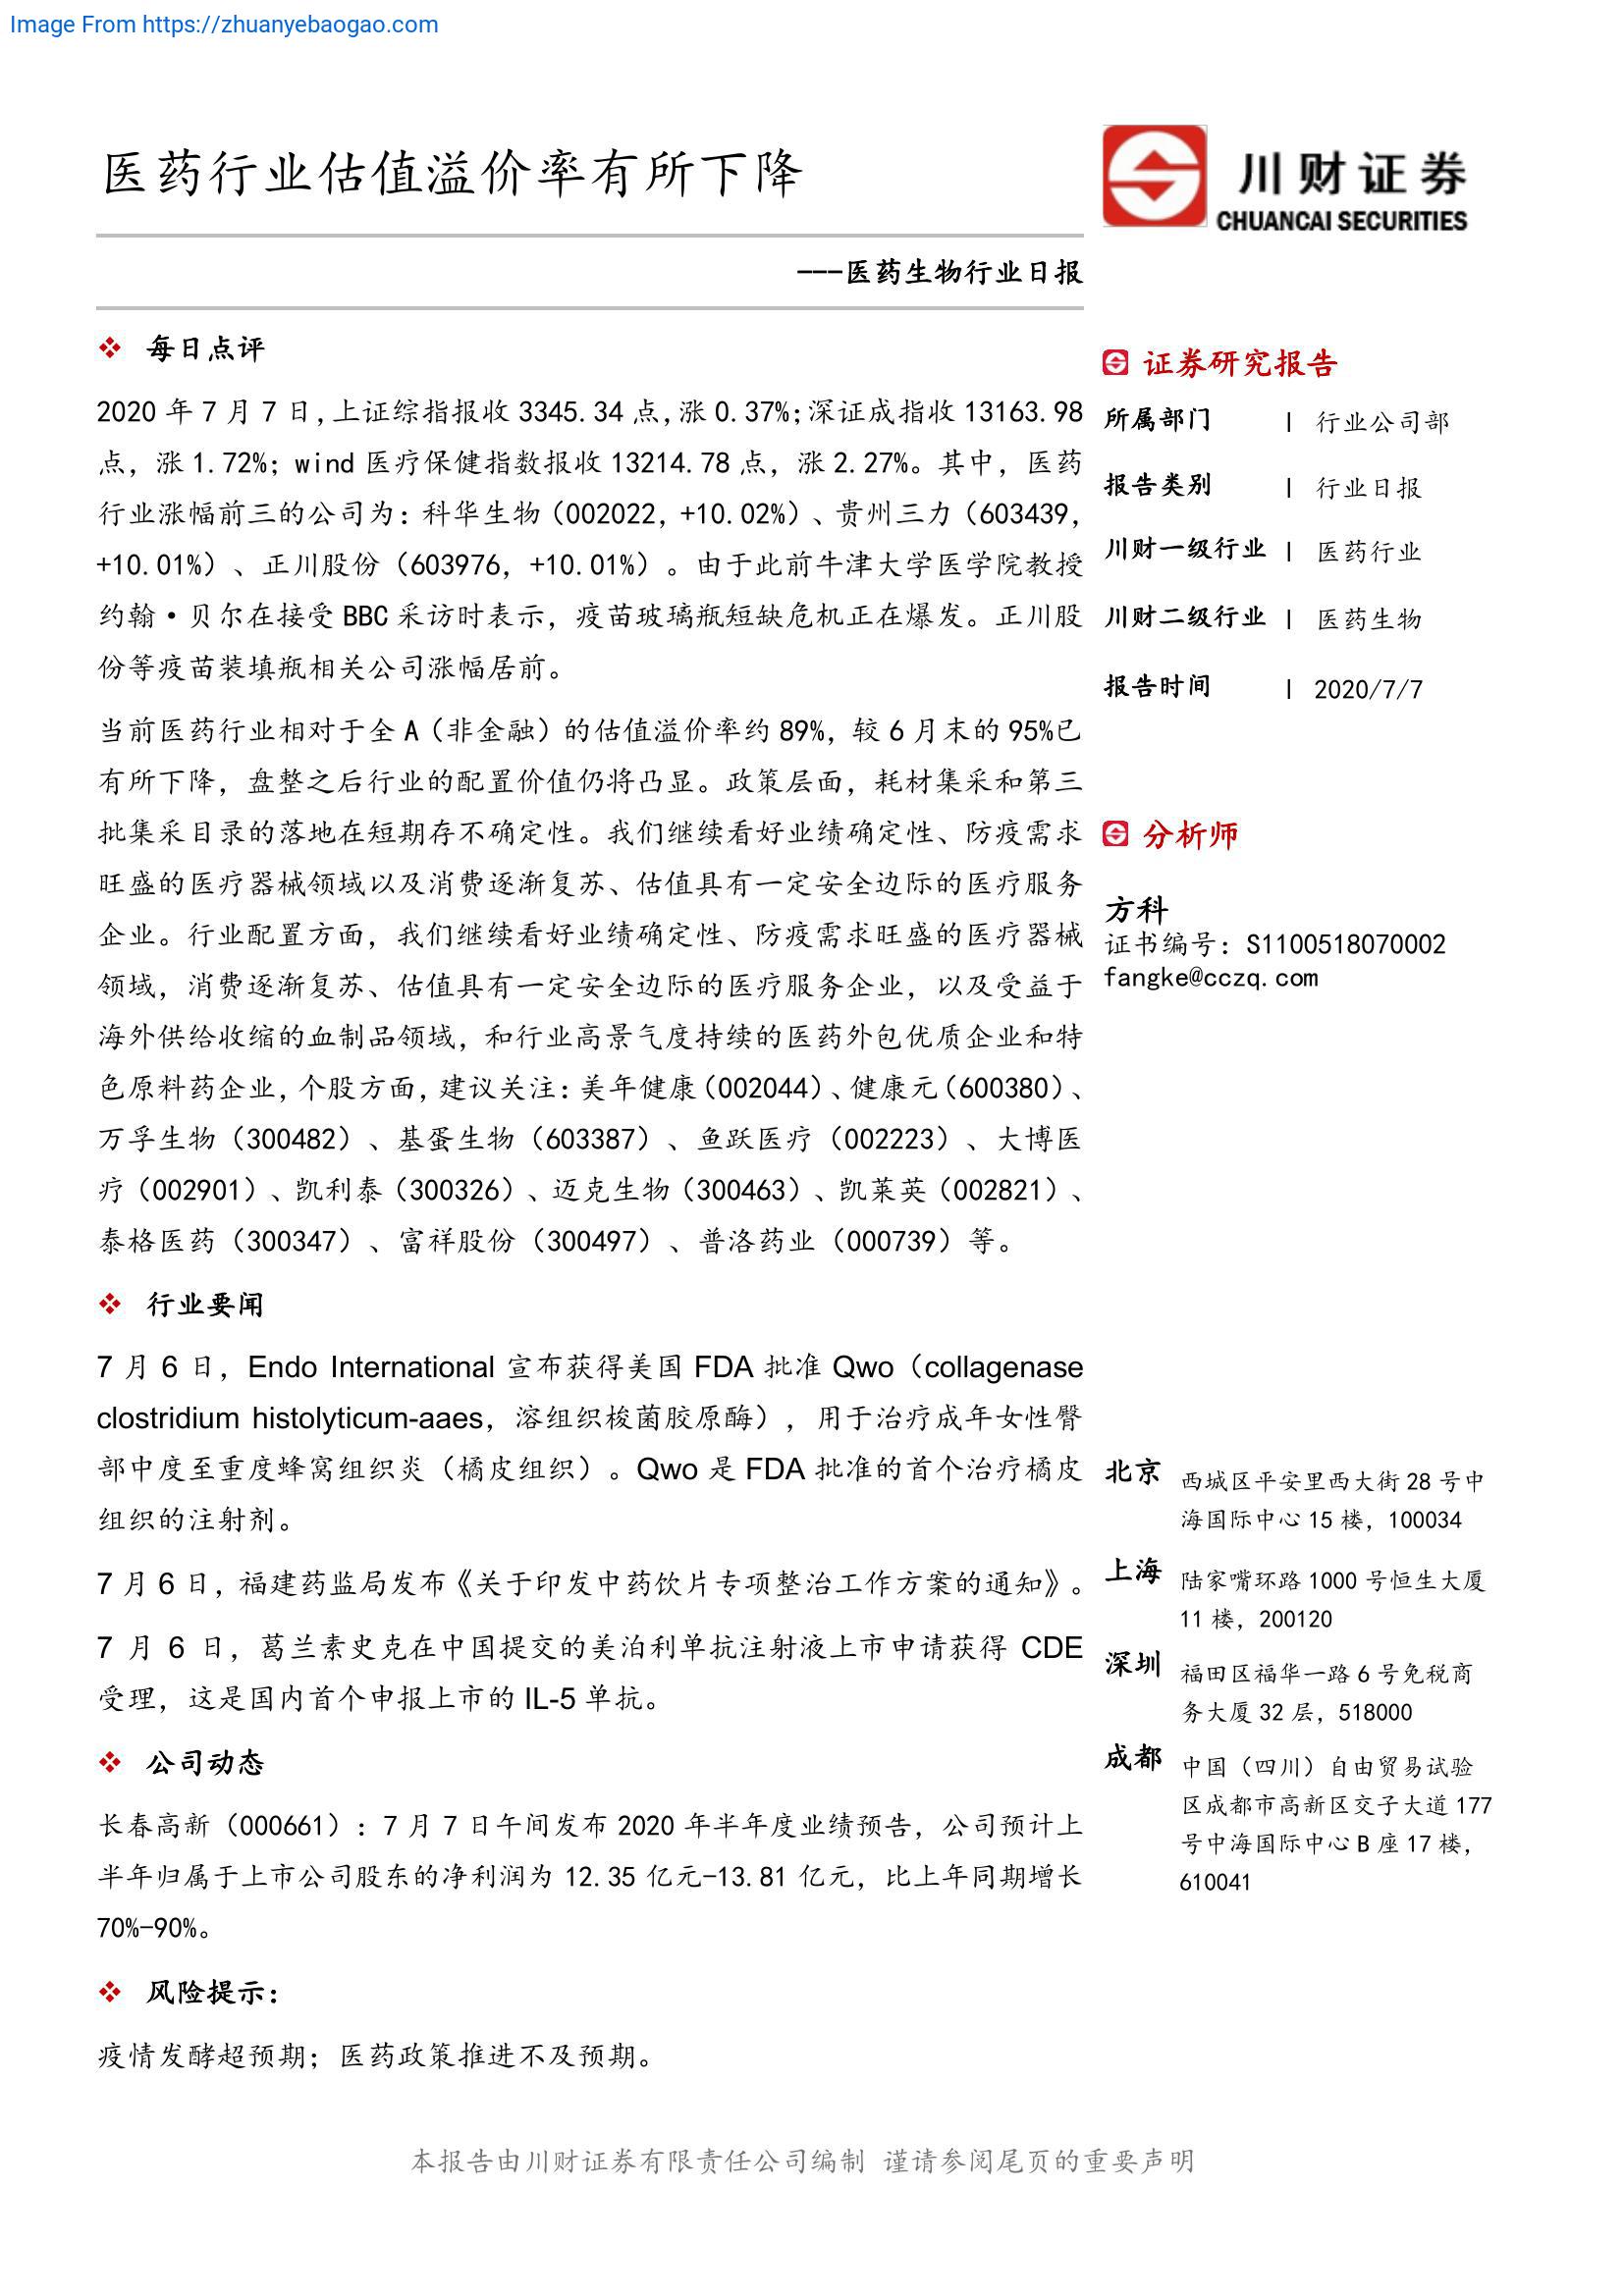 Image From https://zhuanyebaogao.com
医药行业估值溢价率有所下降
川财证券
CHUANCAI SECURITIES
---医药生物行业日报
每日点评
2020 年 7 月 7 日,上证综指报收 3345.34 点,涨 0.37%;深证成指收 13163.98
点，涨 1.72%；wind 医疗保健指数报收 13214.78 点，涨 2.27%。其中，医药
行业涨幅前三的公司为：科华生物（002022，+10.02%）、贵州三力（603439，
+10.01%）、正川股份（603976，+10.01%）。由于此前牛津大学医学院教授
约翰·贝尔在接受 BBC 采访时表示，疫苗玻璃瓶短缺危机正在爆发。正川股
份等疫苗装填瓶相关公司涨幅居前。
当前医药行业相对于全 A（非金融）的估值溢价率约 89%，较 6 月末的 95%已
有所下降，盘整之后行业的配置价值仍将凸显。政策层面，耗材集采和第三
批集采目录的落地在短期存不确定性。我们继续看好业绩确定性、防疫需求
旺盛的医疗器械领域以及消费逐渐复苏、估值具有一定安全边际的医疗服务
企业。行业配置方面，我们继续看好业绩确定性、防疫需求旺盛的医疗器械
领域，消费逐渐复苏、估值具有一定安全边际的医疗服务企业，以及受益于
海外供给收缩的血制品领域，和行业高景气度持续的医药外包优质企业和特
色原料药企业,个股方面,建议关注:美年健康（002044）、健康元（600380）、
万孚生物（300482）、基蛋生物（603387）、鱼跃医疗（002223）、大博医
疗（002901）、凯利泰（300326）、迈克生物（300463）、凯莱英（002821）、
泰格医药（300347）、富祥股份（300497）、普洛药业（000739）等。
行业要闻
7 月 6 日，Endo International 宣布获得美国 FDA 批准 Qwo（collagenase
clostridium histolyticum-aaes，溶组织梭菌胶原酶），用于治疗成年女性臀
部中度至重度蜂窝组织炎（橘皮组织）。Qwo 是 FDA 批准的首个治疗橘皮
组织的注射剂。
7 月 6 日，福建药监局发布《关于印发中药饮片专项整治工作方案的通知》。
7 月 6 日，葛兰素史克在中国提交的美泊利单抗注射液上市申请获得 CDE
受理，这是国内首个申报上市的 IL-5 单抗。
公司动态
长春高新（000661）：7 月 7 日午间发布 2020 年半年度业绩预告，公司预计上
半年归属于上市公司股东的净利润为 12.35 亿元-13.81 亿元，比上年同期增长
70%-90%。
风险提示：
疫情发酵超预期；医药政策推进不及预期。
证券研究报告
所属部门 | 行业公司部
报告类别 | 行业日报
川财一级行业 | 医药行业
川财二级行业 | 医药生物
报告时间 | 2020/7/7
分析师
方科
证书编号：S1100518070002
fangke@cczq.com
北京 西城区平安里西大街 28 号中
海国际中心 15 楼，100034
上海 陆家嘴环路 1000 号恒生大厦
11 楼，200120
深圳 福田区福华一路 6 号免税商
务大厦 32 层，518000
成都 中国（四川）自由贸易试验
区成都市高新区交子大道 177
号中海国际中心 B 座 17 楼，
610041
本报告由川财证券有限责任公司编制 谨请参阅尾页的重要声明